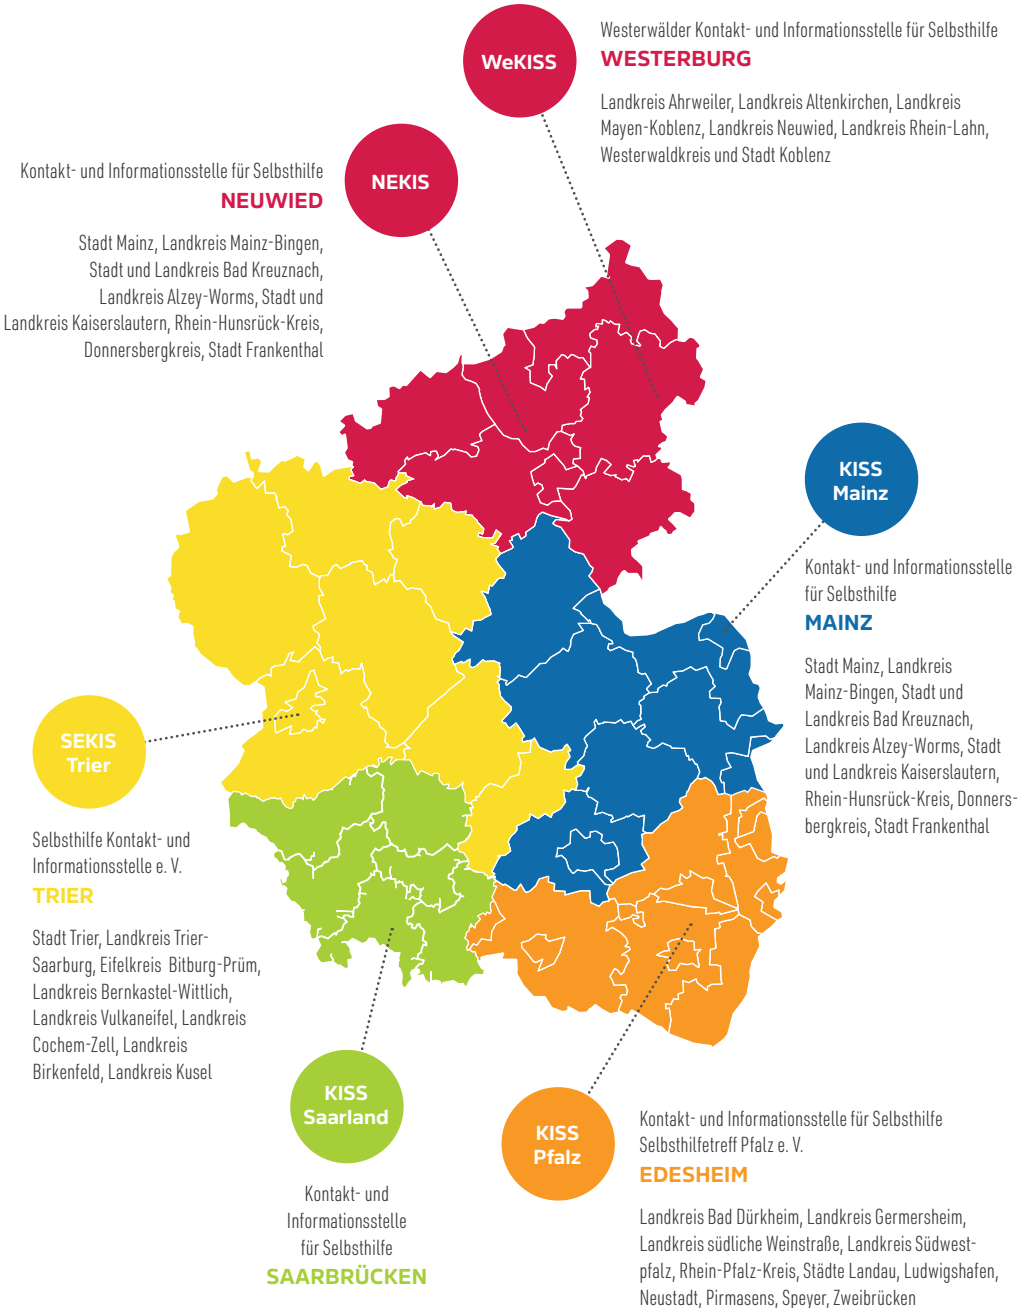 WeKISS
Westerwälder Kontakt- und Informationsstelle für Selbsthilfe
WESTERBURG
Landkreis Ahrweiler, Landkreis Altenkirchen, Landkreis
Mayen-Koblenz, Landkreis Neuwied, Landkreis Rhein-Lahn,
Westerwaldkreis und Stadt Koblenz
NEKIS
Kontakt- und Informationsstelle für Selbsthilfe
NEUWIED
Stadt Mainz, Landkreis Mainz-Bingen,
Stadt und Landkreis Bad Kreuznach,
Landkreis Alzey-Worms, Stadt und
Landkreis Kaiserslautern, Rhein-Hunsrück-Kreis,
Donnersbergkreis, Stadt Frankenthal
KISS
Mainz
Kontakt- und Informationsstelle
für Selbsthilfe
MAINZ
Stadt Mainz, Landkreis
Mainz-Bingen, Stadt und
Landkreis Bad Kreuznach,
Landkreis Alzey-Worms, Stadt
und Landkreis Kaiserslautern,
Rhein-Hunsrück-Kreis, Donners-
bergkreis, Stadt Frankenthal
SEKIS
Trier
Selbsthilfe Kontakt- und
Informationsstelle e. V.
TRIER
Stadt Trier, Landkreis Trier-
Saarburg, Eifelkreis Bitburg-Prüm,
Landkreis Bernkastel-Wittlich,
Landkreis Vulkaneifel, Landkreis
Cochem-Zell, Landkreis
Birkenfeld, Landkreis Kusel
KISS
Saarland
Kontakt- und
Informationsstelle
für Selbsthilfe
SAARBRÜCKEN
KISS
Pfalz
Kontakt- und Informationsstelle für Selbsthilfe
Selbsthilfetreff Pfalz e. V.
EDESHEIM
Landkreis Bad Dürkheim, Landkreis Germersheim,
Landkreis südliche Weinstraße, Landkreis Südwest-
pfalz, Rhein-Pfalz-Kreis, Städte Landau, Ludwigshafen,
Neustadt, Pirmasens, Speyer, Zweibrücken